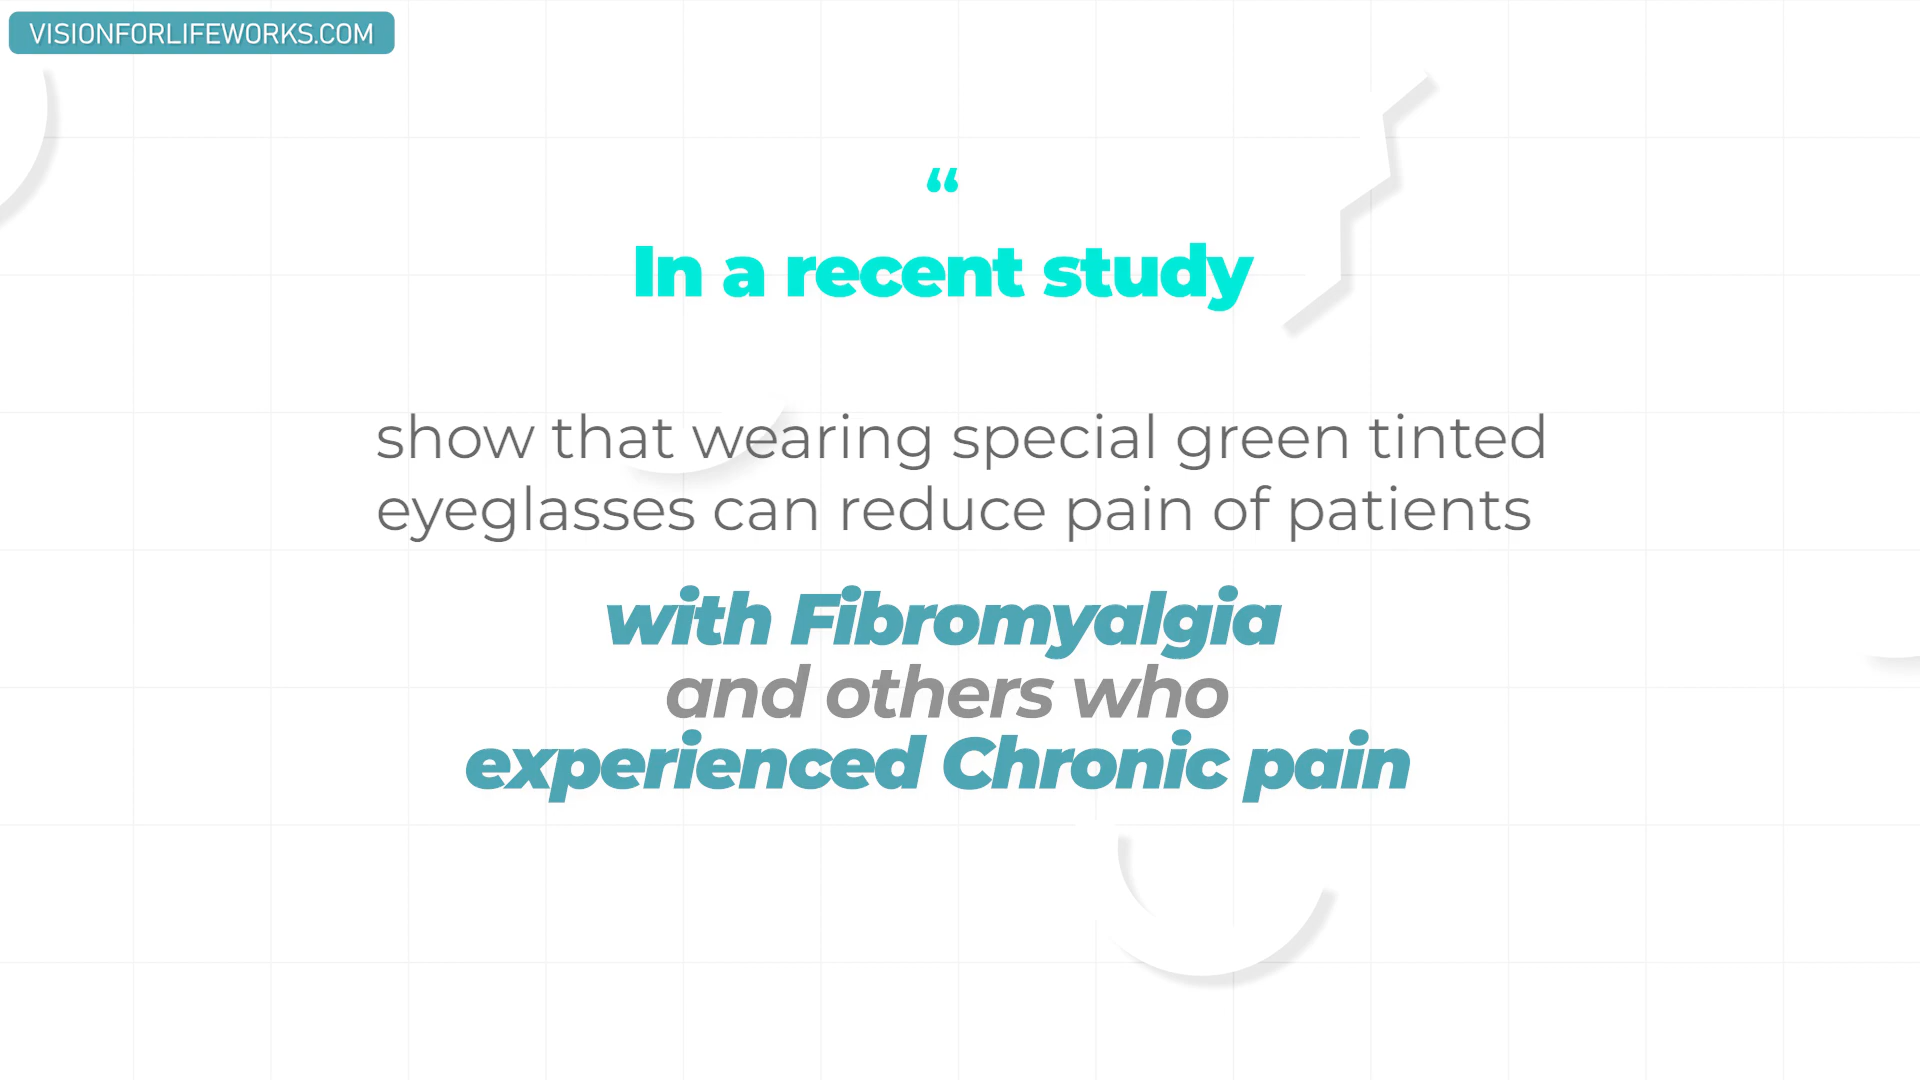 VISIONFORLIFEWORKS.COM
“
In a recent study
show that wearing special green tinted
eyeglasses can reduce pain of patients
with Fibromyalgia
and others who
experienced Chronic pain